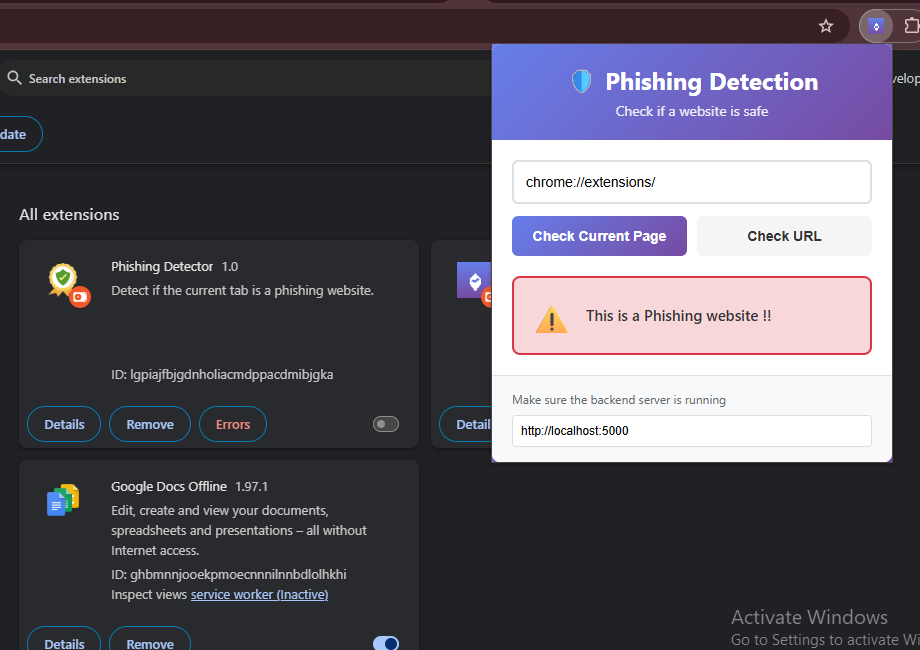 Search extensions
date
All extensions
Phishing Detector 1.0
Detect if the current tab is a phishing website.
ID: lgpiajfbjgdnholiacmdppacdmibjgka
Details
Remove
Errors
Google Docs Offline 1.97.1
Edit, create and view your documents,
spreadsheets and presentations – all without
Internet access.
ID: ghbmnnjooekpmoecnnnilnnbdlolhkhi
Inspect views service worker (Inactive)
Details
Remove
Detail
velop
Phishing Detection
Check if a website is safe
chrome://extensions/
Check Current Page
Check URL
This is a Phishing website !!
Make sure the backend server is running
http://localhost:5000
Activate Windows
Go to Settings to activate Wi